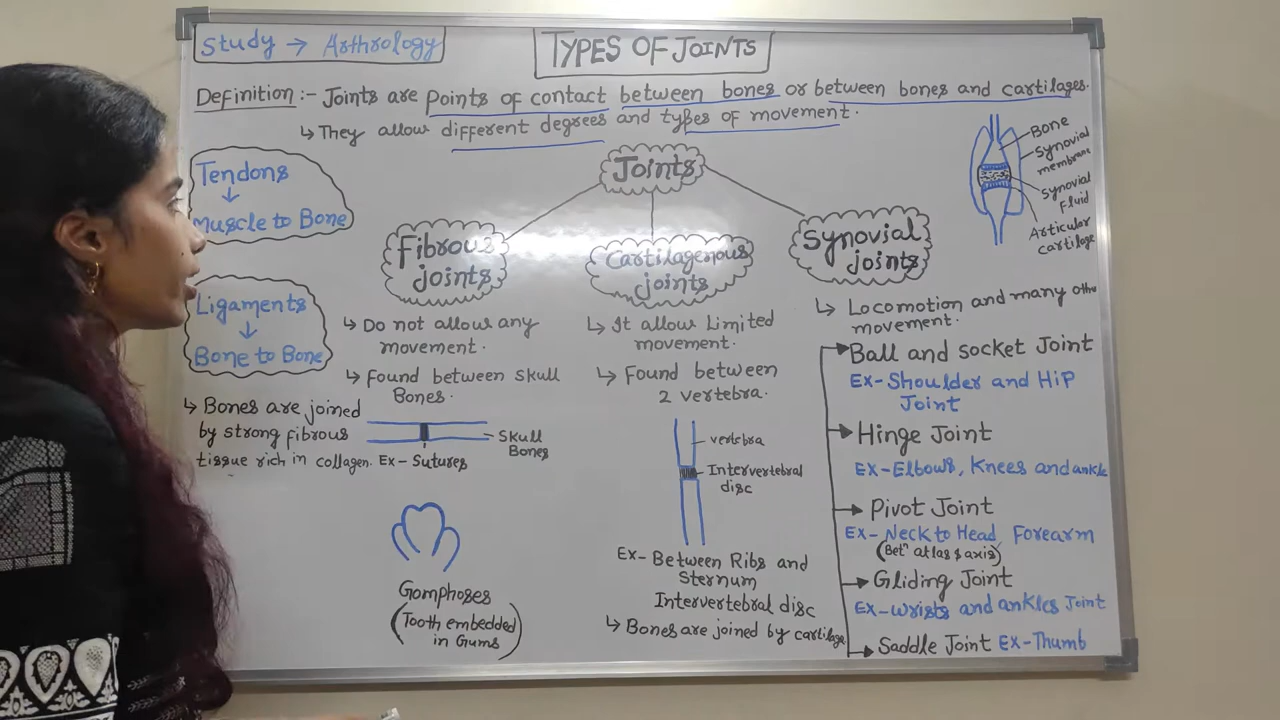 Study → Arthrology
TYPES OF JOINTS
Definition :- Joints are points of contact between bones or between bones and cartilages.
↳ They allow different degrees and types of movement.
Tendons
↓
Muscle to Bone
Ligaments
↓
Bone to Bone
Joints
Fibrous
joints
Cartilagenous
joints
Synovial
joints
Bone
Synovial
membrane
Synovial
Fluid
Articular
cartilage
↳ Do not allow any
movement.
↳ Found between skull
Bones.
↳ Bones are joined
by strong fibrous
tissue rich in collagen.
Ex- Sutures
Skull
Bones
Gomphoses
(Tooth embedded
in Gums)
↳ It allow Limited
movement.
↳ Found between
2 vertebra.
vertebra
Intervertebral
disc
Ex- Between Ribs and
Sternum
Intervertebral disc
↳ Bones are joined by cartilage
↳ Locomotion and many othe
movement.
Ball and socket Joint
Ex- Shoulder and Hip
Joint
Hinge Joint
Ex- Elbows, Knees and ankle
Pivot Joint
Ex- Neck to Head, Forearm
(Betⁿ atlas & axis)
Gliding Joint
Ex- Wrists and ankles Joint
Saddle Joint Ex- Thumb